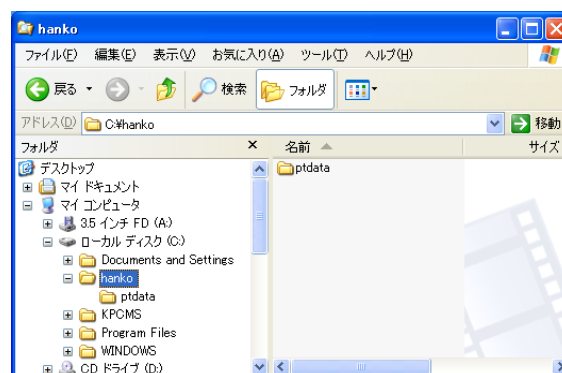 hanko
ファイル(F) 編集(E) 表示(V) お気に入り(A) ツール(T) ヘルプ(H)
戻る 検索 フォルダ
アドレス(D) C:¥hanko 移動
フォルダ × 名前 サイズ
デスクトップ ptdata
マイ ドキュメント
マイ コンピュータ
3.5 インチ FD (A:)
ローカル ディスク (C:)
Documents and Settings
hanko
ptdata
KPCMS
Program Files
WINDOWS
CD ドライブ (D:)